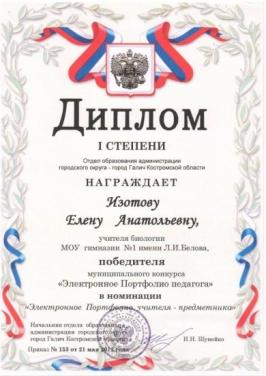 Диплом
I СТЕПЕНИ
Отдел образования администрации
городского округа - город Галич Костромской области
НАГРАЖДАЕТ
Изотову
Елену Анатольевну,
учителя биологии
МОУ гимназии №1 имени Л.И.Белова,
победителя
муниципального конкурса
«Электронное Портфолио педагога»
в номинации
«Электронное Портфолио учителя - предметника»
Начальник отдела образования
администрации городского округа -
город Галич Костромской области
И.Н. Шувейко
Приказ № 153 от 21 мая